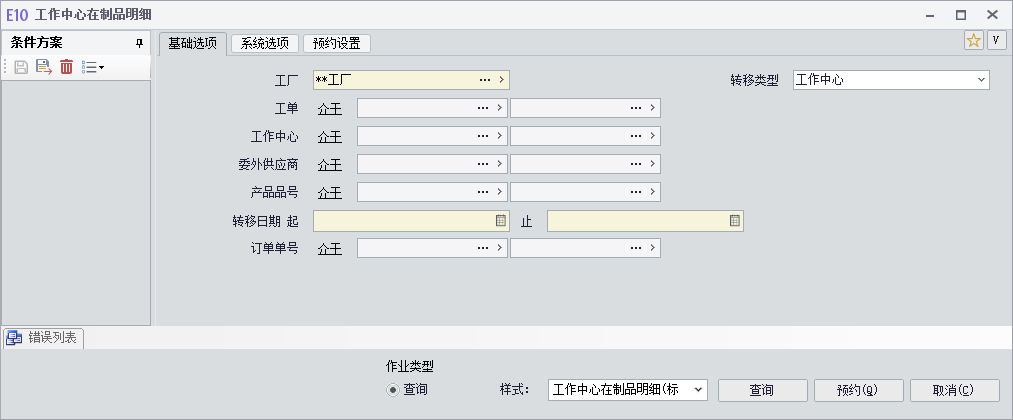 E10 工作中心在制品明细
条件方案
基础选项 系统选项 预约设置 V
工厂 **工厂 ··· 转移类型 工作中心
工单 介于 ··· ···
工作中心 介于 ··· ···
委外供应商 介于 ··· ···
产品品号 介于 ··· ···
转移日期 起 止
订单单号 介于 ··· ···
错误列表
作业类型
查询 样式： 工作中心在制品明细(标 查询 预约(Q) 取消(C)